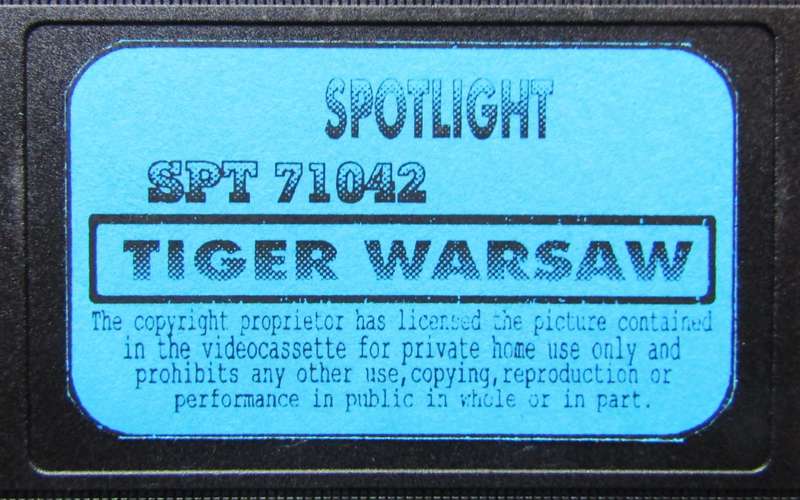 SPOTLIGHT
SPT 71042
TIGER WARSAW
The copyright proprietor has licensed the picture contained
in the videocassette for private home use only and
prohibits any other use,copying,reproduction or
performance in public in whole or in part.